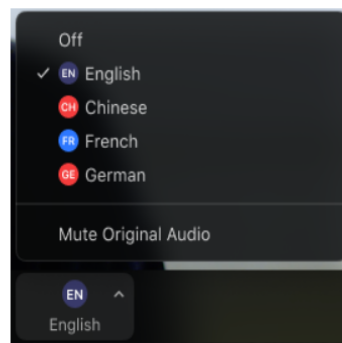 Off
EN English
CH Chinese
FR French
GE German
Mute Original Audio
EN
English